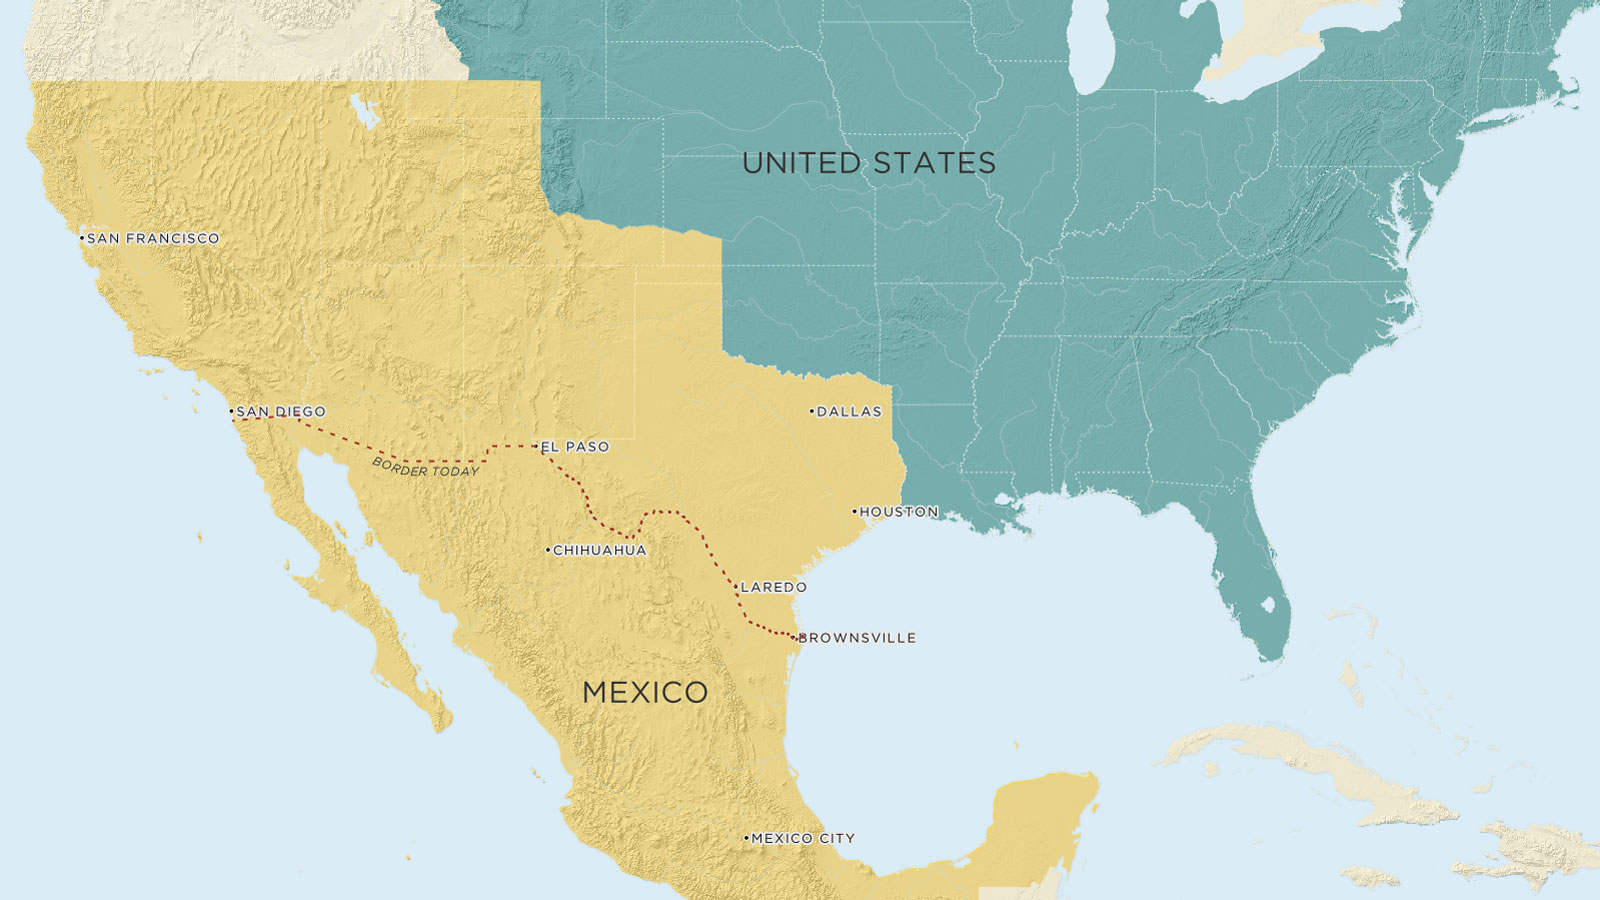 UNITED STATES
SAN FRANCISCO
SAN DIEGO
DALLAS
EL PASO
BORDER TODAY
HOUSTON
CHIHUAHUA
LAREDO
BROWNSVILLE
MEXICO
MEXICO CITY